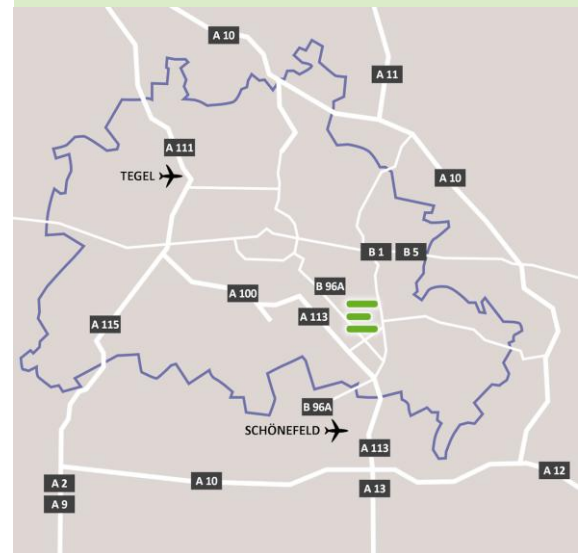 A 10
A 11
A 111
TEGEL
A 10
B 1
B 5
B 96A
A 100
A 113
A 115
B 96A
SCHÖNEFELD
A 113
A 2
A 10
A 13
A 12
A 9